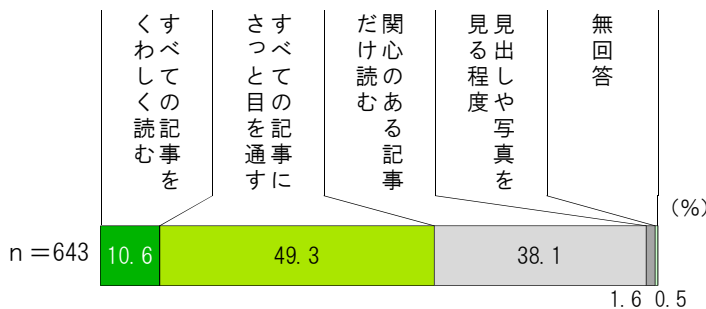 すべての記事を
くわしく読む
すべての記事に
さっと目を通す
関心のある記事
だけ読む
見出しや写真を
見る程度
無回答
(%)
n＝643
10.6
49.3
38.1
1.6
0.5